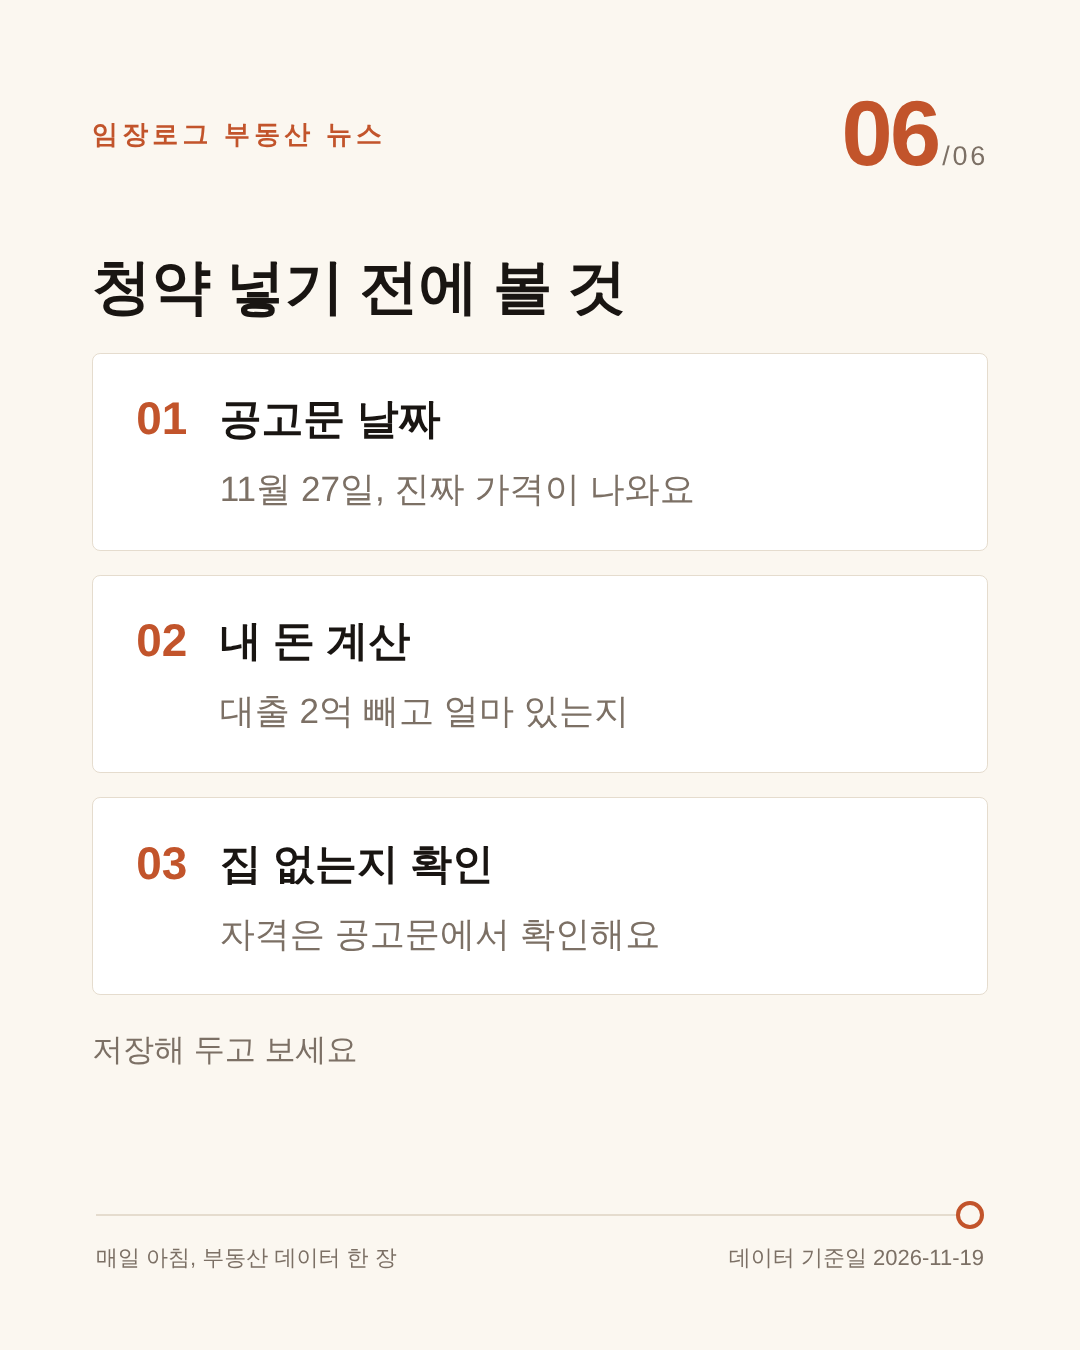 임장로그 부동산 뉴스
06/06
청약 넣기 전에 볼 것
01 공고문 날짜
11월 27일, 진짜 가격이 나와요
02 내 돈 계산
대출 2억 빼고 얼마 있는지
03 집 없는지 확인
자격은 공고문에서 확인해요
저장해 두고 보세요
매일 아침, 부동산 데이터 한 장
데이터 기준일 2026-11-19